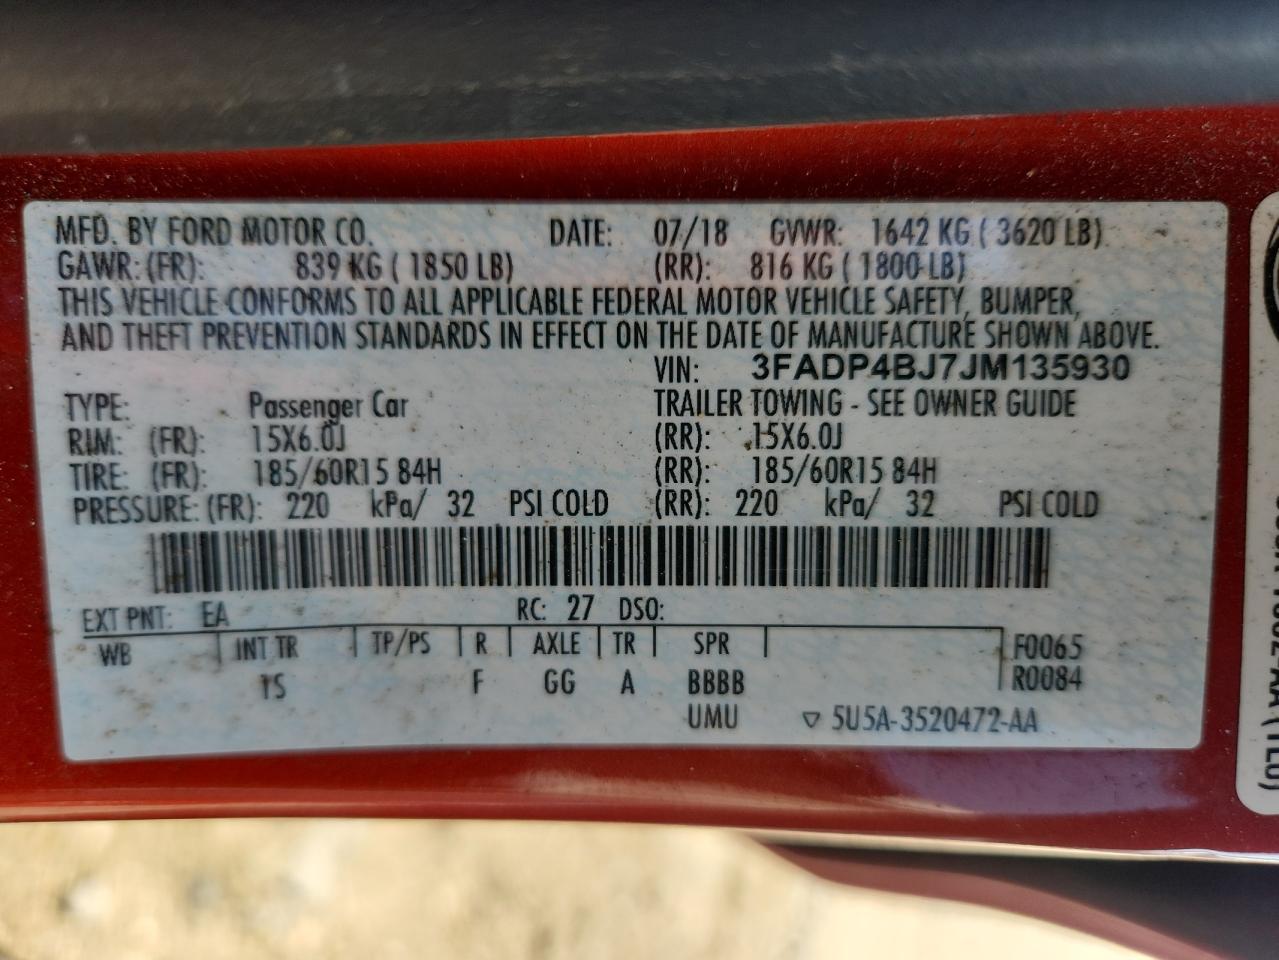 MFD. BY FORD MOTOR CO. DATE: 07/18 GVWR: 1642 KG ( 3620 LB)
GAWR: (FR): 839 KG ( 1850 LB) (RR): 816 KG ( 1800 LB)
THIS VEHICLE CONFORMS TO ALL APPLICABLE FEDERAL MOTOR VEHICLE SAFETY, BUMPER,
AND THEFT PREVENTION STANDARDS IN EFFECT ON THE DATE OF MANUFACTURE SHOWN ABOVE.
VIN: 3FADP4BJ7JM135930
TYPE: Passenger Car TRAILER TOWING - SEE OWNER GUIDE
RIM: (FR): 15X6.0J (RR): 15X6.0J
TIRE: (FR): 185/60R15 84H (RR): 185/60R15 84H
PRESSURE: (FR): 220 kPa/ 32 PSI COLD (RR): 220 kPa/ 32 PSI COLD
EXT PNT: EA RC: 27 DSO:
WB INT TR TP/PS R AXLE TR SPR F0065
TS F GG A BBBB R0084
UMU 5U5A-3520472-AA